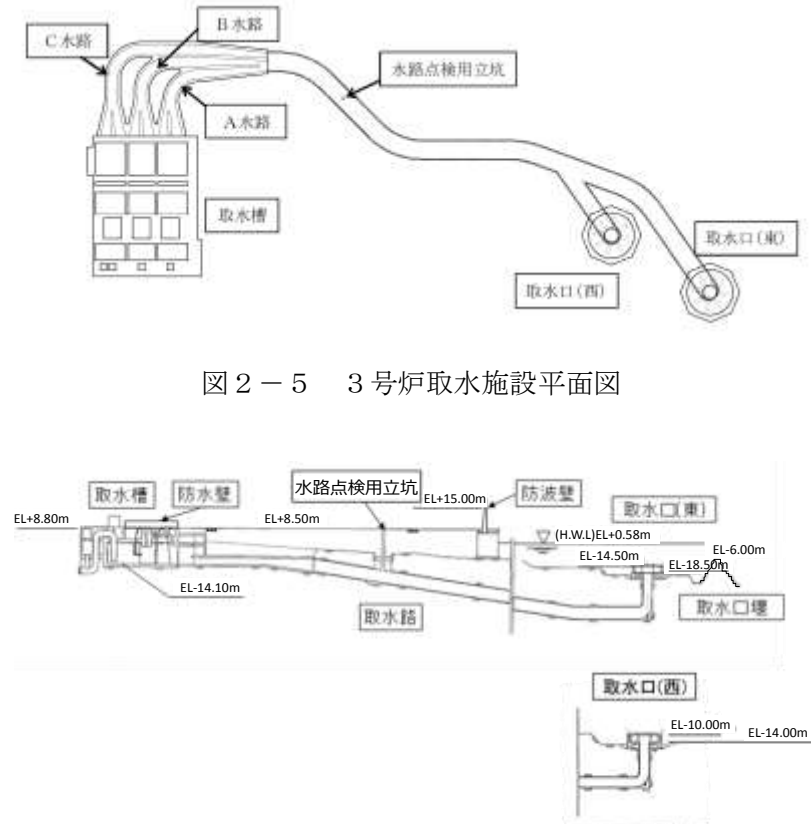 B水路
C水路
水路点検用立坑
A水路
取水槽
取水口(東)
取水口(西)
図2-5 3号炉取水施設平面図
水路点検用立坑
取水槽
防水壁
EL+15.00m
防波壁
取水口(東)
EL+8.80m
EL+8.50m
(H.W.L)EL+0.58m
EL-14.50m
EL-6.00m
EL-18.50m
EL-14.10m
取水路
取水口堰
取水口(西)
EL-10.00m
EL-14.00m